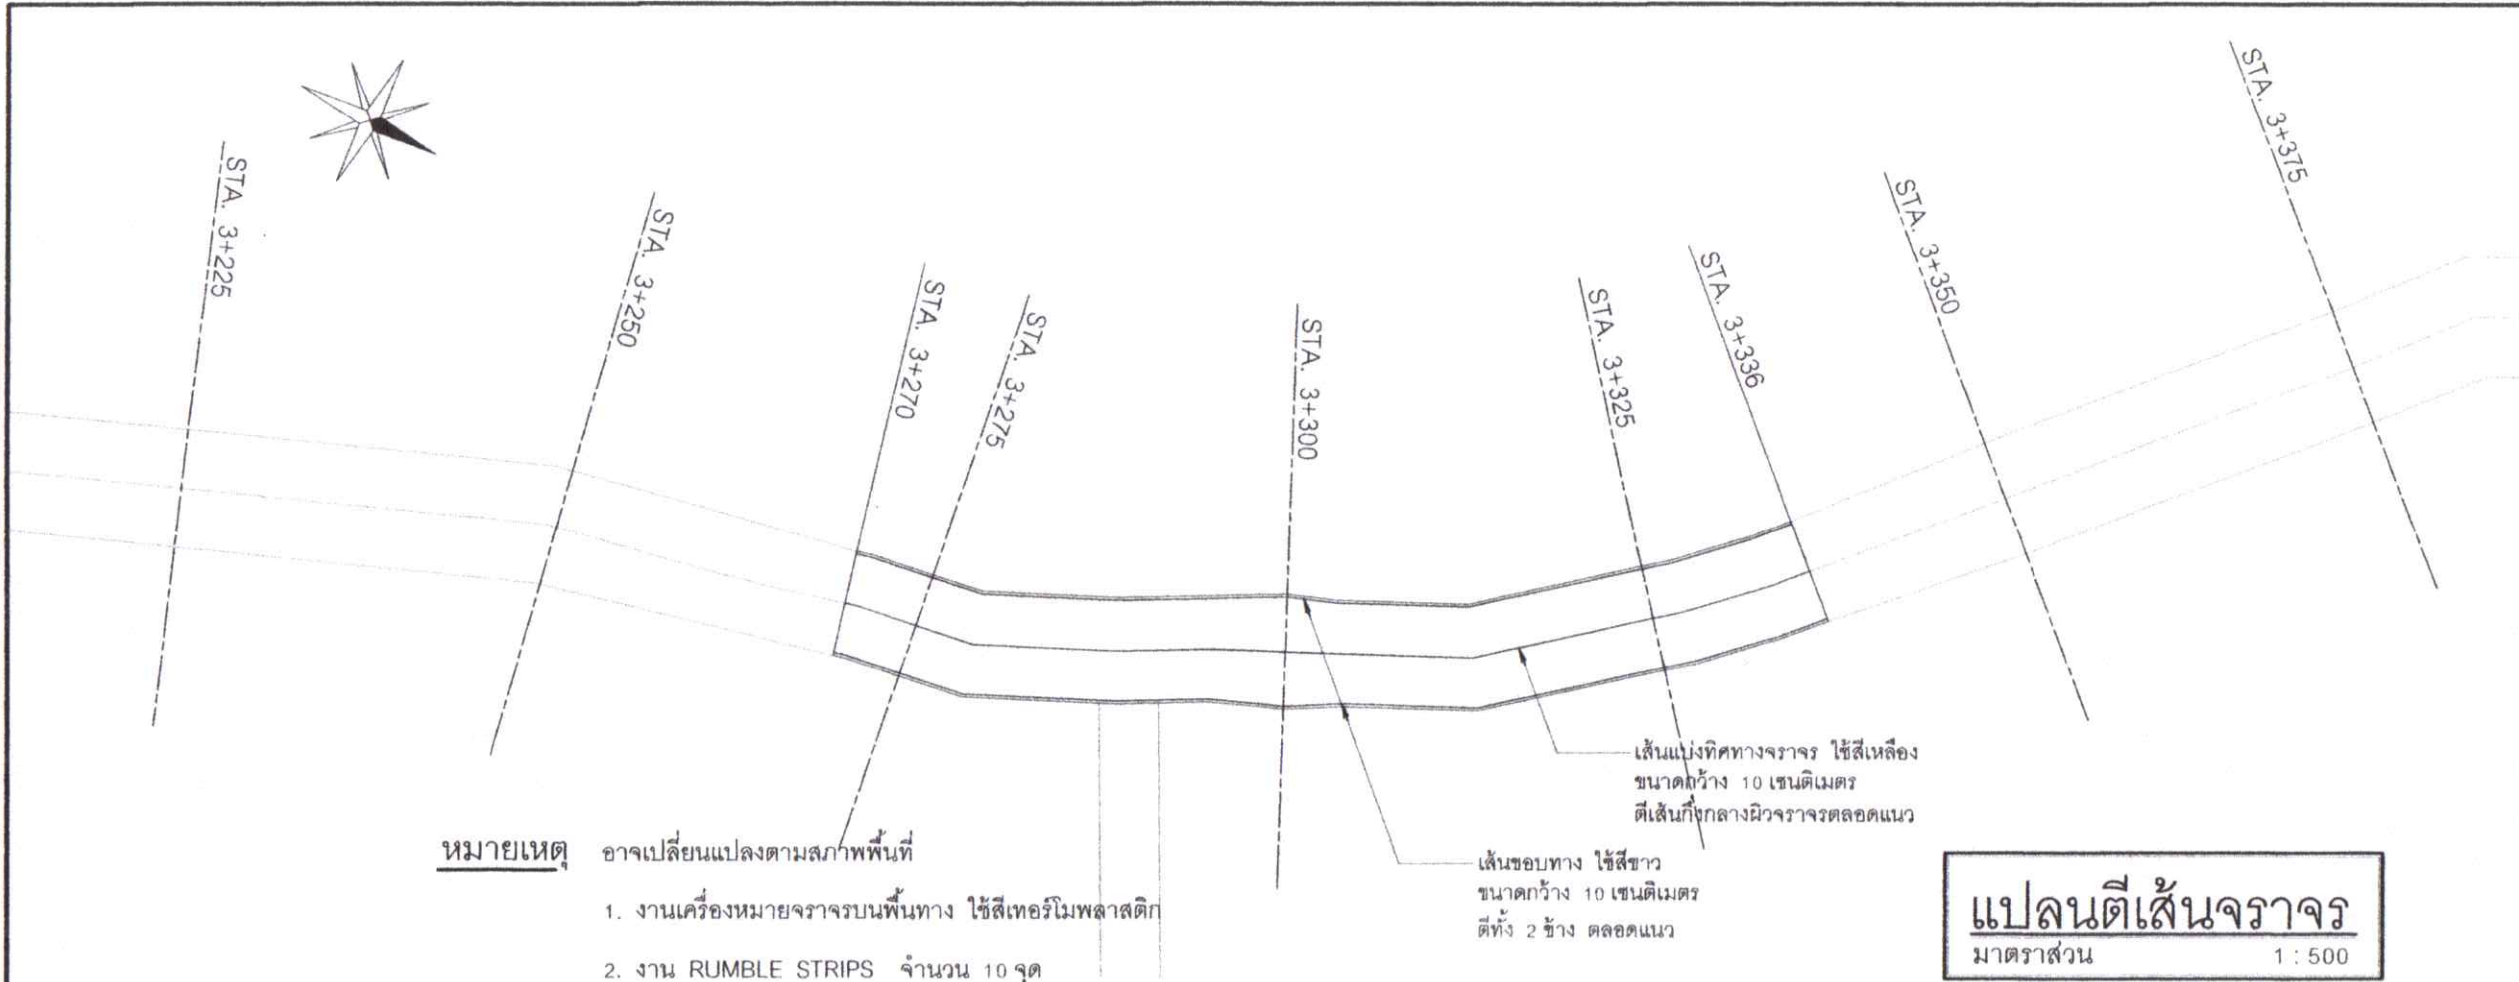 STA. 3+225
STA. 3+250
STA. 3+270
STA. 3+275
STA. 3+300
STA. 3+325
STA. 3+336
STA. 3+350
STA. 3+375
เส้นแบ่งทิศทางจราจร ใช้สีเหลือง
ขนาดกว้าง 10 เซนติเมตร
ตีเส้นกึ่งกลางผิวจราจรตลอดแนว
เส้นขอบทาง ใช้สีขาว
ขนาดกว้าง 10 เซนติเมตร
ตีทั้ง 2 ข้าง ตลอดแนว
หมายเหตุ อาจเปลี่ยนแปลงตามสภาพพื้นที่
1. งานเครื่องหมายจราจรบนพื้นทาง ใช้สีเทอร์โมพลาสติก
2. งาน RUMBLE STRIPS จำนวน 10 จุด
แปลนตีเส้นจราจร
มาตราส่วน 1 : 500